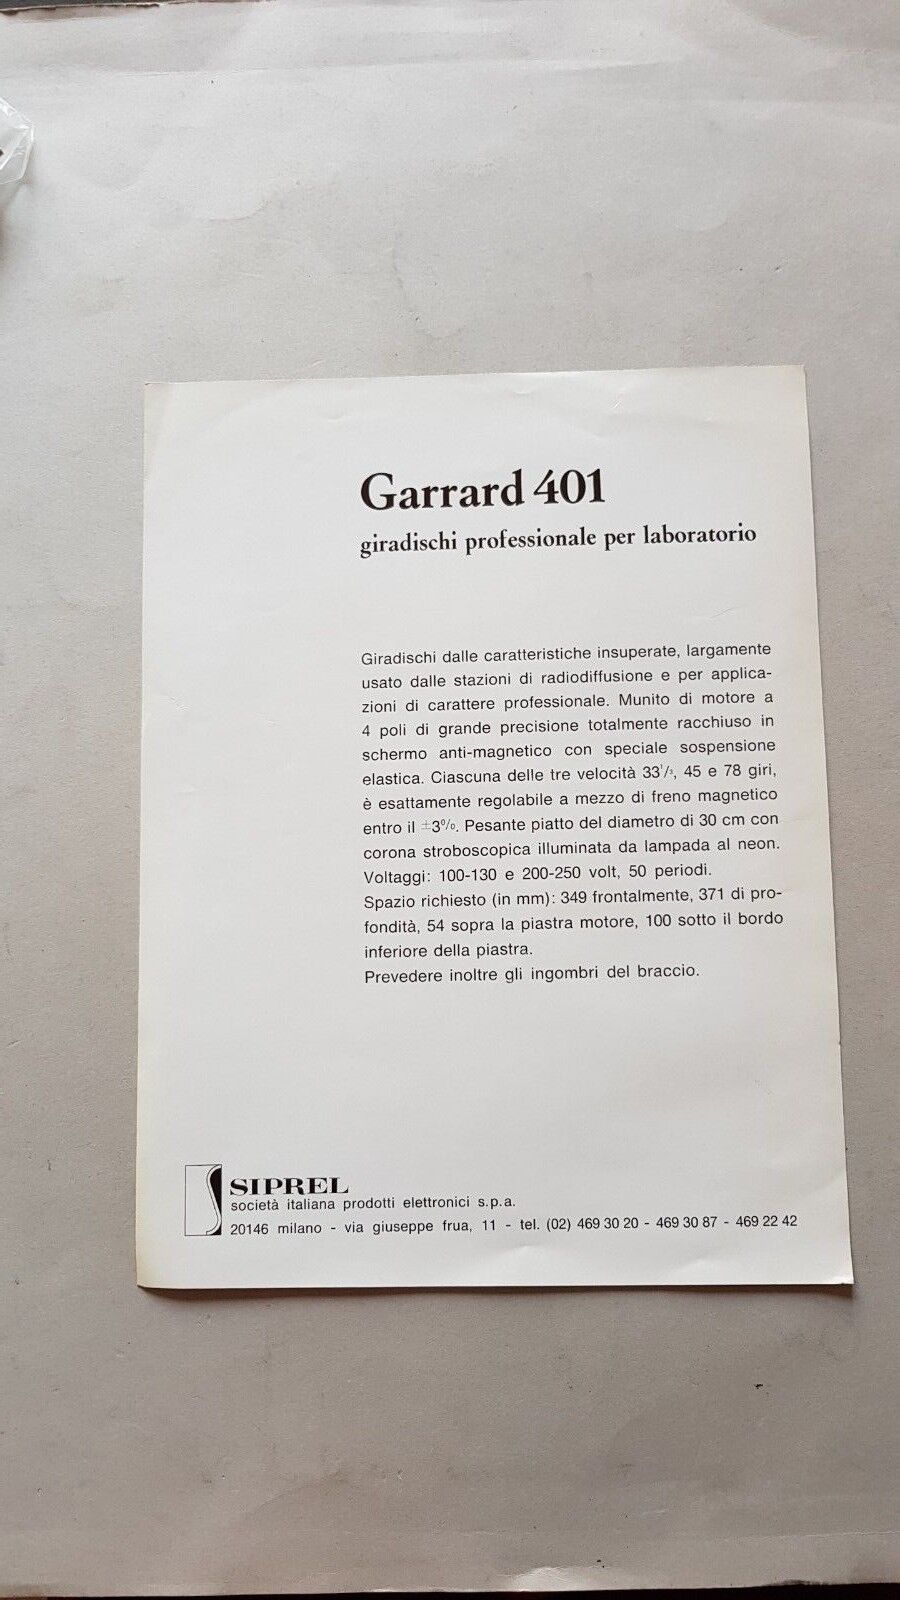 Garrard 401
giradischi professionale per laboratorio
Giradischi dalle caratteristiche insuperate, largamente
usato dalle stazioni di radiodiffusione e per applica-
zioni di carattere professionale. Munito di motore a
4 poli di grande precisione totalmente racchiuso in
schermo anti-magnetico con speciale sospensione
elastica. Ciascuna delle tre velocità 33¹/₂, 45 e 78 giri,
è esattamente regolabile a mezzo di freno magnetico
entro il ±3%. Pesante piatto del diametro di 30 cm con
corona stroboscopica illuminata da lampada al neon.
Voltaggi: 100-130 e 200-250 volt, 50 periodi.
Spazio richiesto (in mm): 349 frontalmente, 371 di pro-
fondità, 54 sopra la piastra motore, 100 sotto il bordo
inferiore della piastra.
Prevedere inoltre gli ingombri del braccio.
SIPREL
società italiana prodotti elettronici s.p.a.
20146 milano - via giuseppe frua, 11 - tel. (02) 469 30 20 - 469 30 87 - 469 22 42